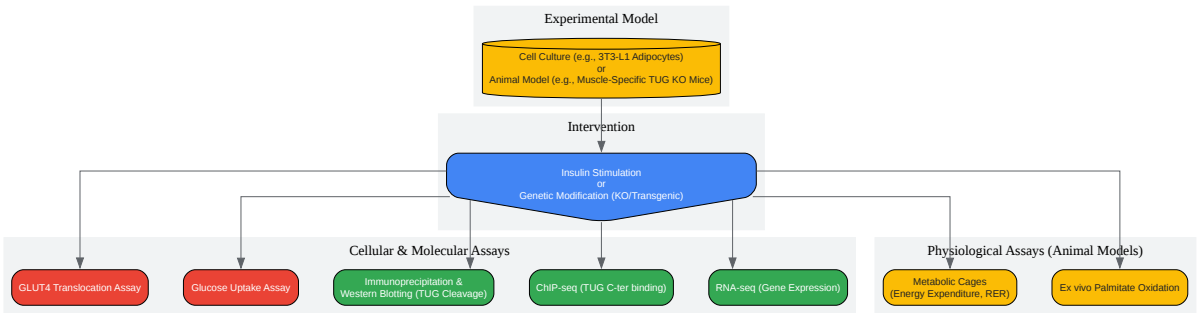 Experimental Model
Cell Culture (e.g., 3T3-L1 Adipocytes)
or
Animal Model (e.g., Muscle-Specific TUG KO Mice)
Intervention
Insulin Stimulation
or
Genetic Modification (KO/Transgenic)
Cellular & Molecular Assays
GLUT4 Translocation Assay
Glucose Uptake Assay
Immunoprecipitation &
Western Blotting (TUG Cleavage)
ChIP-seq (TUG C-ter binding)
RNA-seq (Gene Expression)
Physiological Assays (Animal Models)
Metabolic Cages
(Energy Expenditure, RER)
Ex vivo Palmitate Oxidation